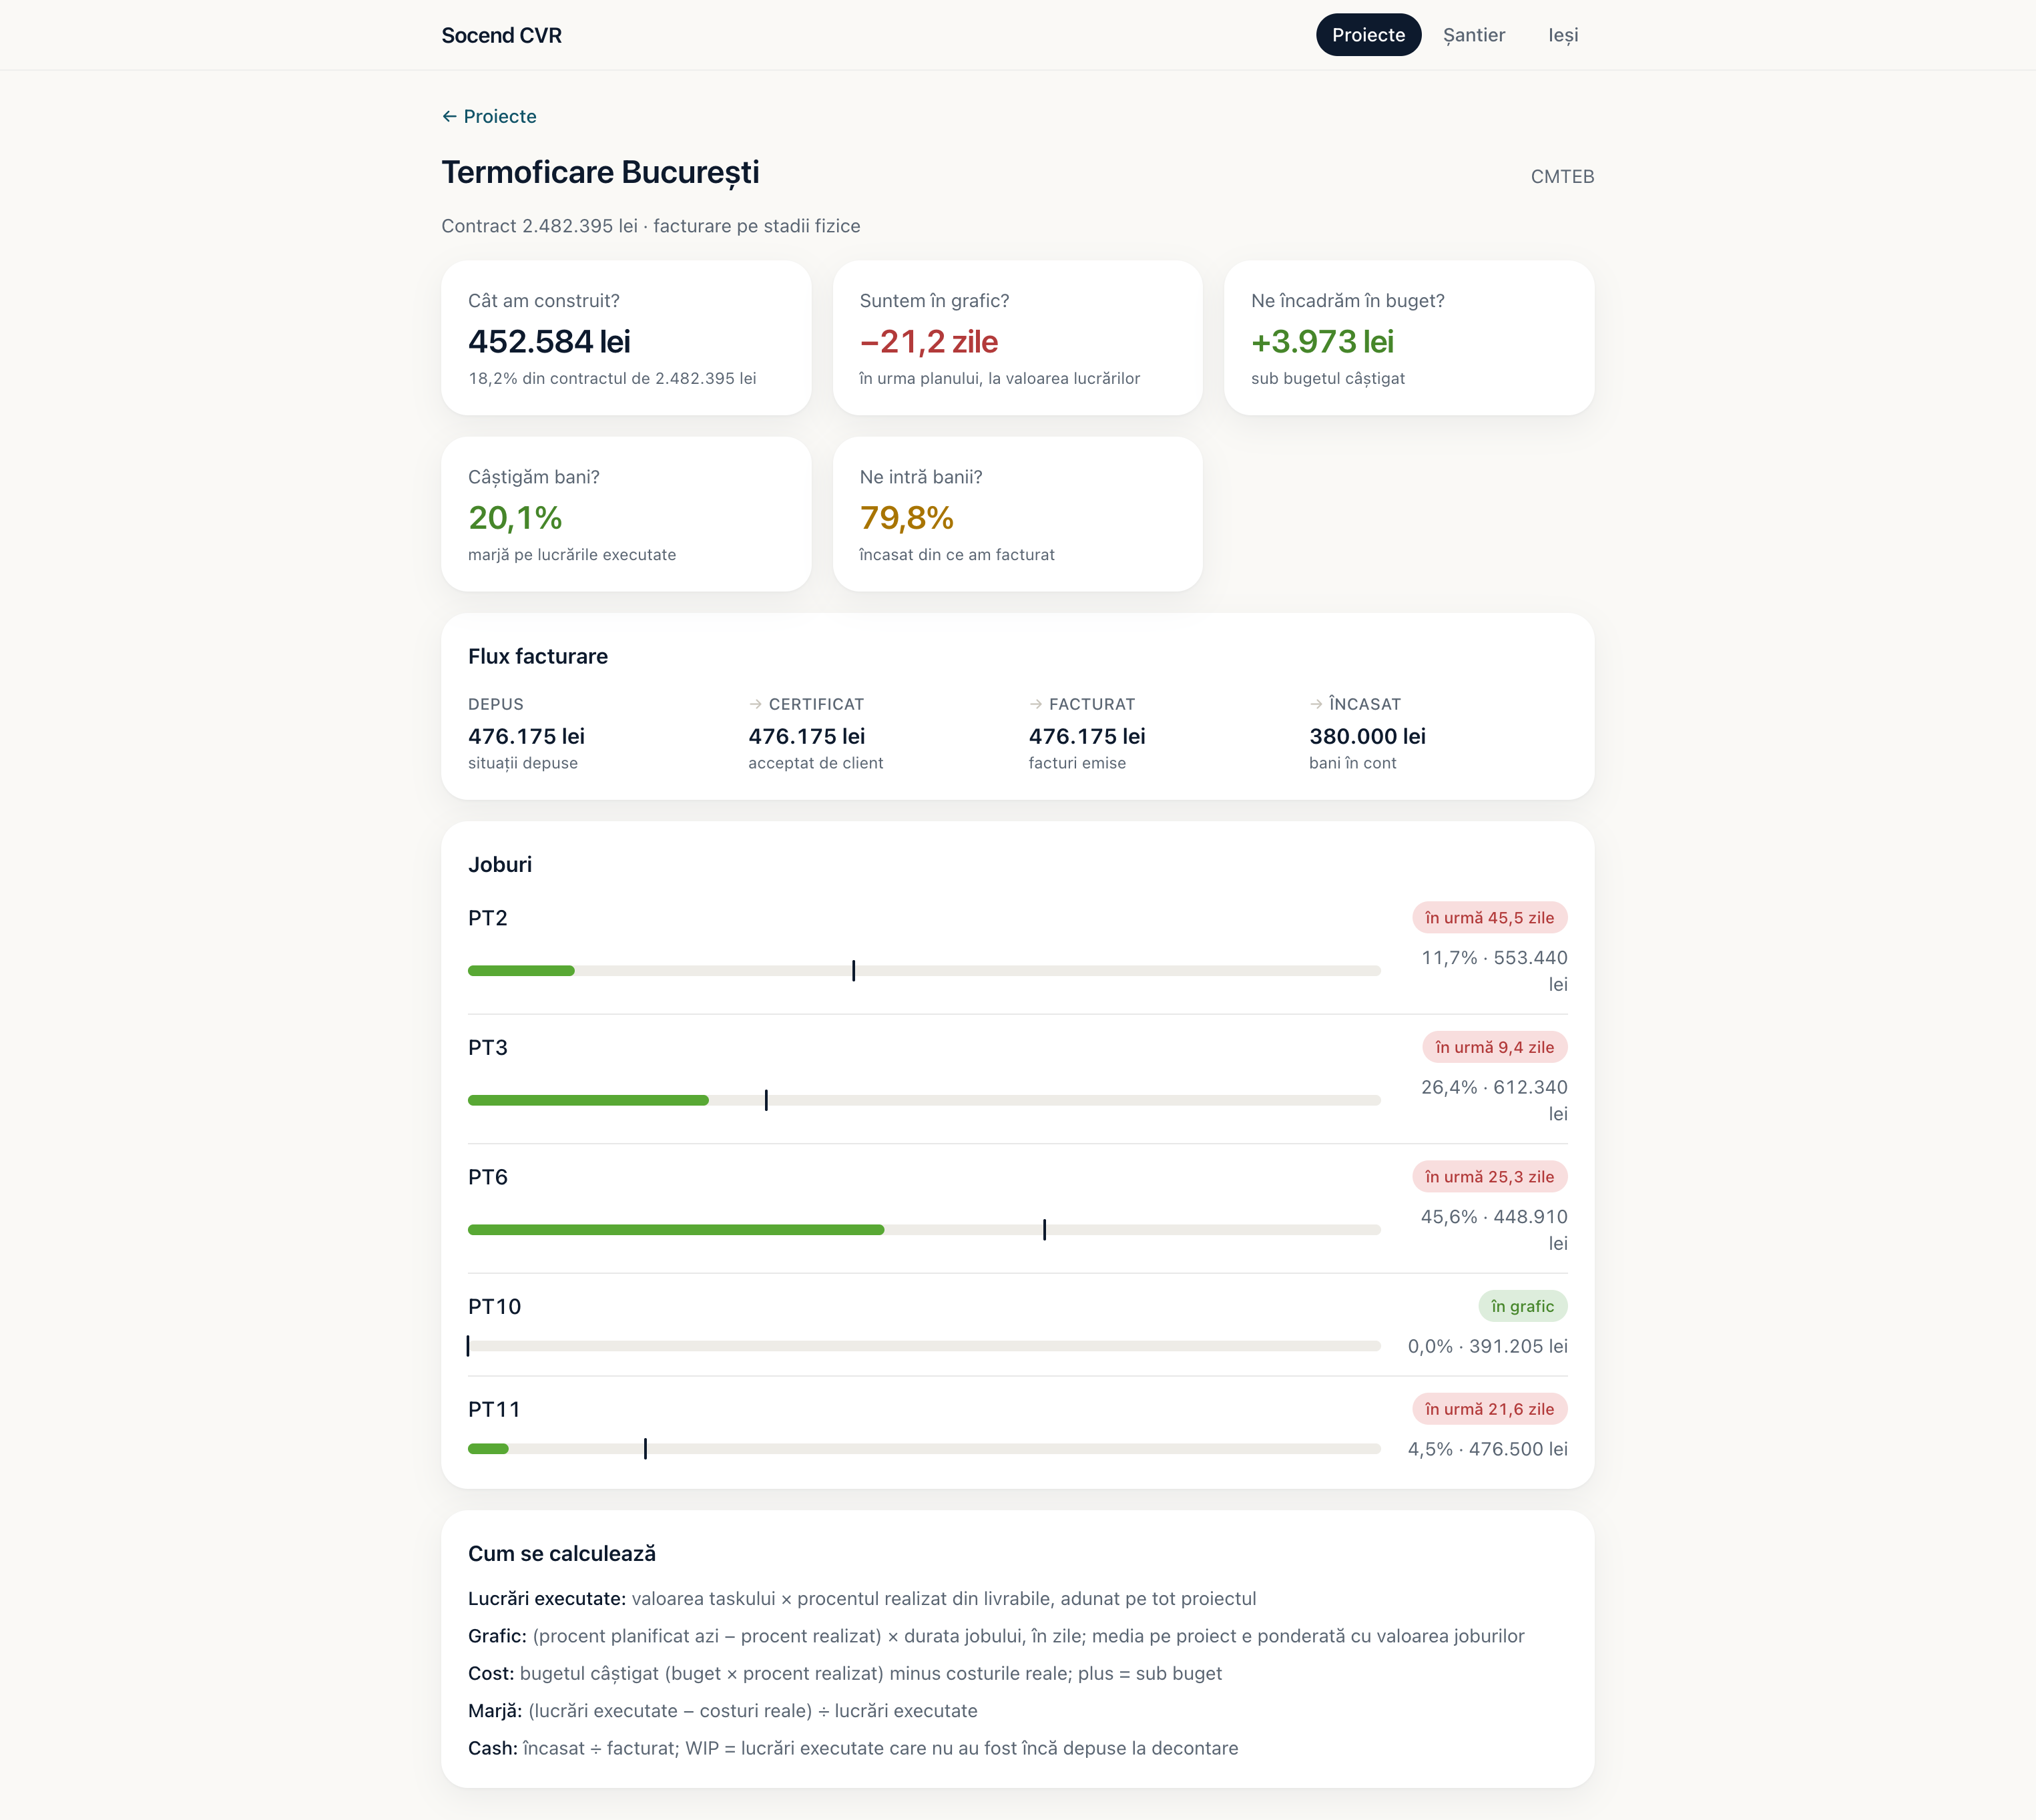 Socend CVR
Proiecte
Șantier
Ieși
← Proiecte
Termoficare București
CMTEB
Contract 2.482.395 lei · facturare pe stadii fizice
Cât am construit?
452.584 lei
18,2% din contractul de 2.482.395 lei
Suntem în grafic?
−21,2 zile
în urma planului, la valoarea lucrărilor
Ne încadrăm în buget?
+3.973 lei
sub bugetul câștigat
Câștigăm bani?
20,1%
marjă pe lucrările executate
Ne intră banii?
79,8%
încasat din ce am facturat
Flux facturare
DEPUS
476.175 lei
situații depuse
→ CERTIFICAT
476.175 lei
acceptat de client
→ FACTURAT
476.175 lei
facturi emise
→ ÎNCASAT
380.000 lei
bani în cont
Joburi
PT2
în urmă 45,5 zile
11,7% · 553.440
lei
PT3
în urmă 9,4 zile
26,4% · 612.340
lei
PT6
în urmă 25,3 zile
45,6% · 448.910
lei
PT10
în grafic
0,0% · 391.205 lei
PT11
în urmă 21,6 zile
4,5% · 476.500 lei
Cum se calculează
Lucrări executate: valoarea taskului × procentul realizat din livrabile, adunat pe tot proiectul
Grafic: (procent planificat azi − procent realizat) × durata jobului, în zile; media pe proiect e ponderată cu valoarea joburilor
Cost: bugetul câștigat (buget × procent realizat) minus costurile reale; plus = sub buget
Marjă: (lucrări executate − costuri reale) ÷ lucrări executate
Cash: încasat ÷ facturat; WIP = lucrări executate care nu au fost încă depuse la decontare